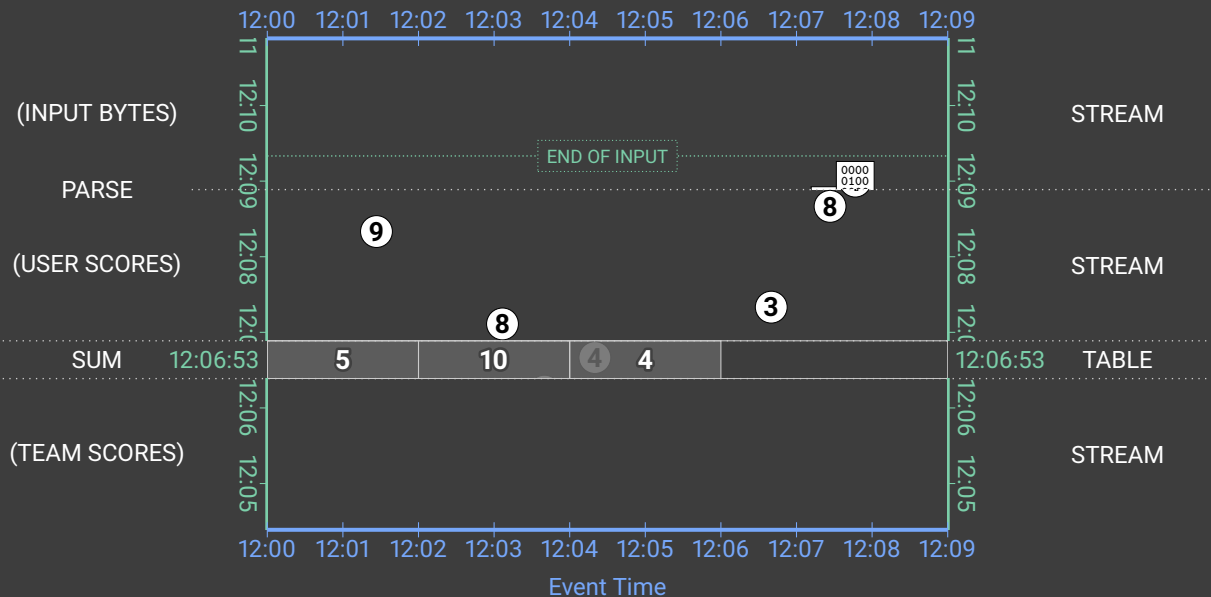 12:00 12:01 12:02 12:03 12:04 12:05 12:06 12:07 12:08 12:09
11 11
(INPUT BYTES) 12:10 12:10 STREAM
END OF INPUT
0000
0100
PARSE 12:09 12:09
8
9
(USER SCORES) 12:08 12:08 STREAM
3
8
SUM 12:06:53 5 10 4 4 12:06:53 TABLE
12:06 12:06
(TEAM SCORES) STREAM
12:05 12:05
12:00 12:01 12:02 12:03 12:04 12:05 12:06 12:07 12:08 12:09
Event Time